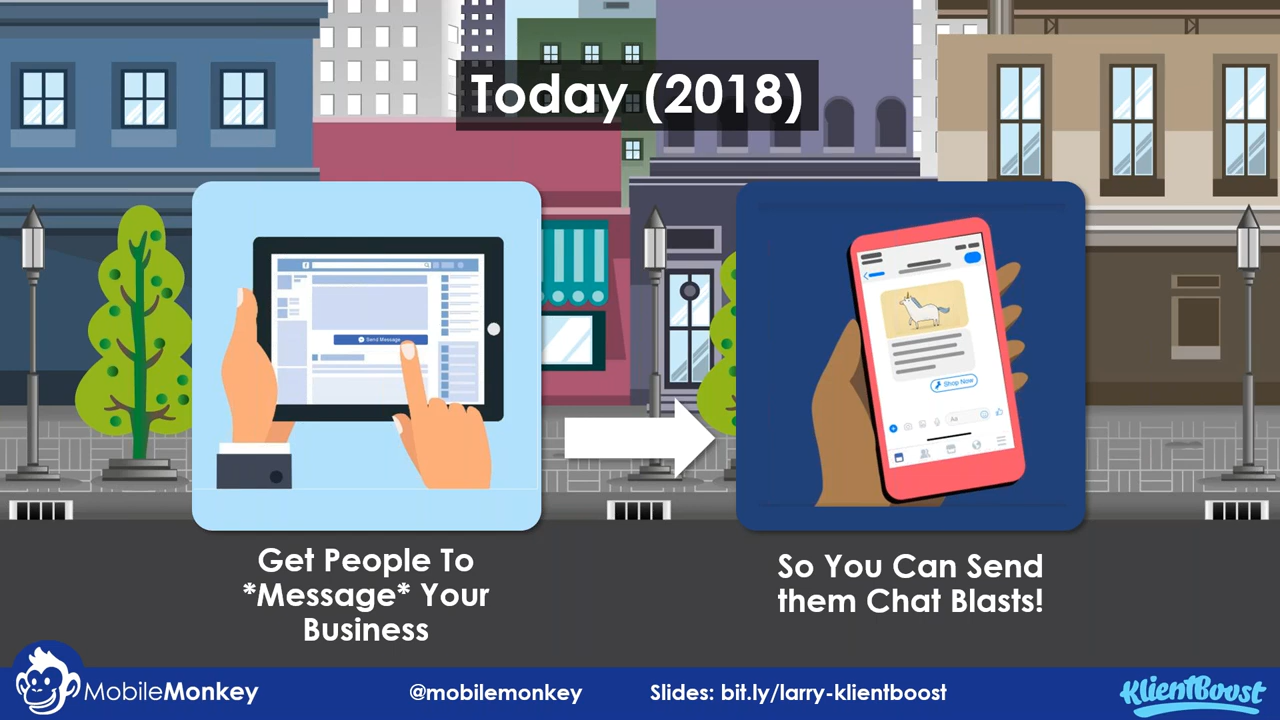 Today (2018)
f
Send Message
Shop Now
Aa
Get People To
*Message* Your
Business
So You Can Send
them Chat Blasts!
MobileMonkey
@mobilemonkey
Slides: bit.ly/larry-klientboost
KlientBoost